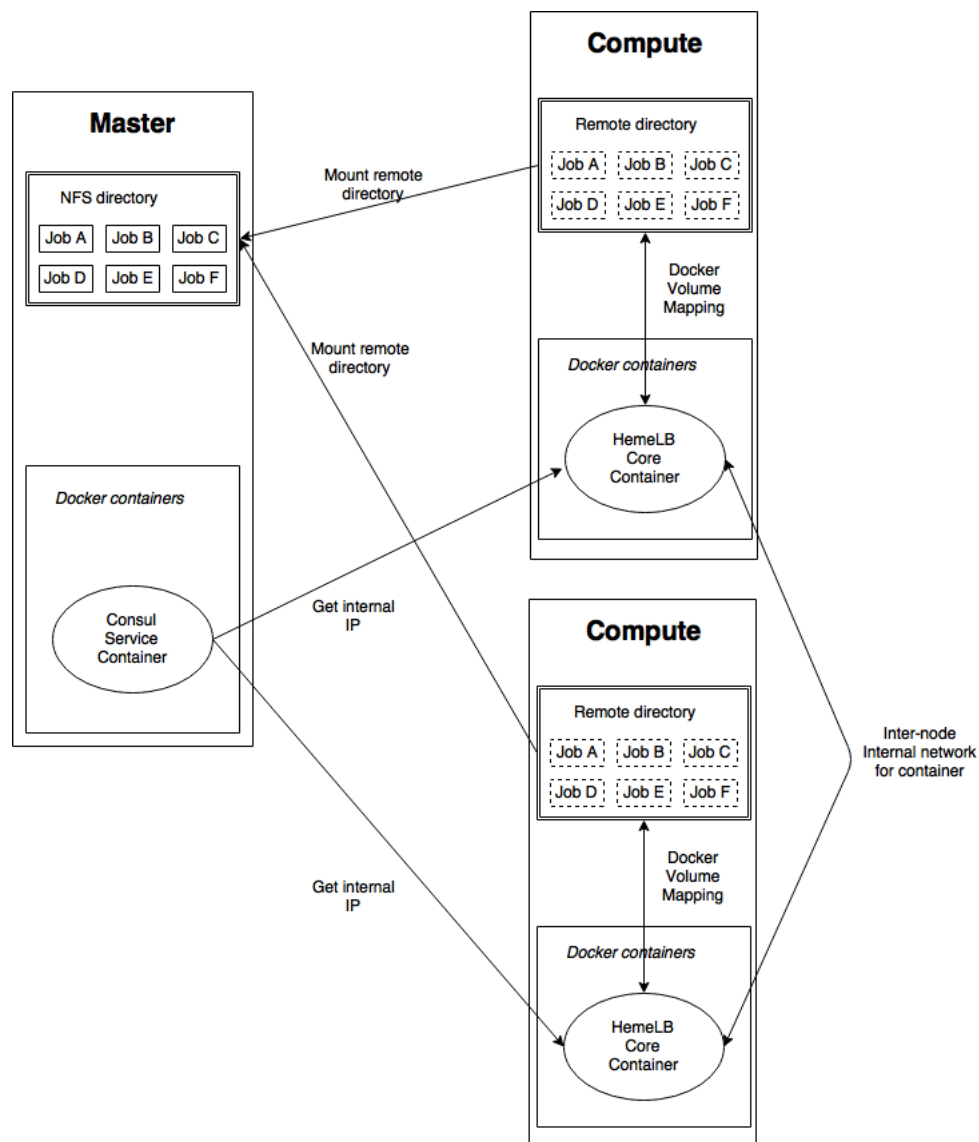 Master
NFS directory
Job A
Job B
Job C
Job D
Job E
Job F
Docker containers
Consul
Service
Container
Mount remote
directory
Mount remote
directory
Get internal
IP
Get internal
IP
Compute
Remote directory
Job A
Job B
Job C
Job D
Job E
Job F
Docker
Volume
Mapping
Docker containers
HemeLB
Core
Container
Compute
Remote directory
Job A
Job B
Job C
Job D
Job E
Job F
Docker
Volume
Mapping
Docker containers
HemeLB
Core
Container
Inter-node
Internal network
for container